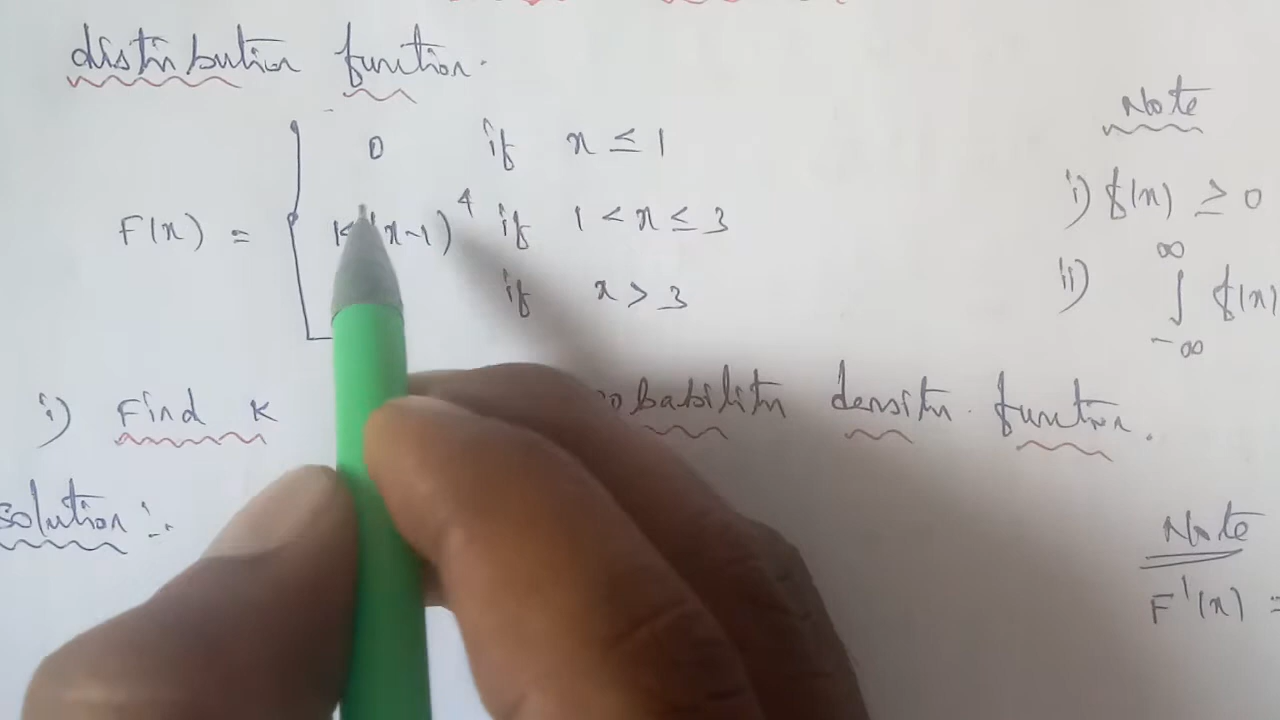 distribution function.
0 if x ≤ 1
F(x) = K(x-1)^4 if 1 < x ≤ 3
if x > 3
Note
i) f(x) ≥ 0
ii) ∫_{-∞}^{∞} f(x)
i) Find K
density function.
solution :-
Note
F'(x) =